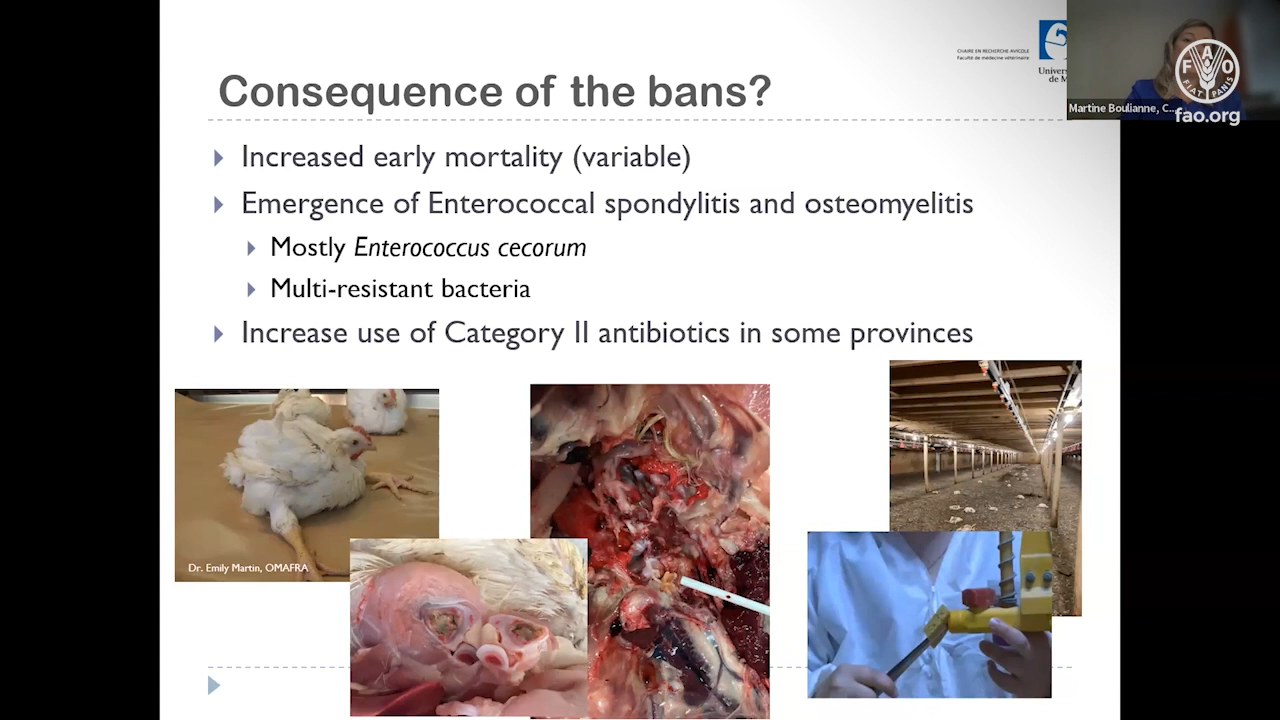 CHAIRE EN RECHERCHE AVICOLE
Faculté de médecine vétérinaire
Univers
de M
FAO
FIAT PANIS
Martine Boulianne, C...
fao.org
Consequence of the bans?
Increased early mortality (variable)
Emergence of Enterococcal spondylitis and osteomyelitis
Mostly Enterococcus cecorum
Multi-resistant bacteria
Increase use of Category II antibiotics in some provinces
Dr. Emily Martin, OMAFRA